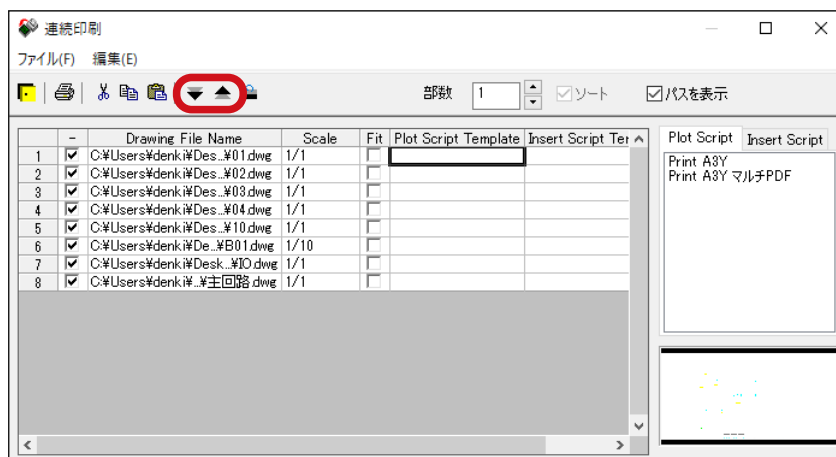 連続印刷
ファイル(F) 編集(E)
部数 1 ソート パスを表示
- Drawing File Name Scale Fit Plot Script Template Insert Script Ter
1 C:¥Users¥denki¥Des...¥01.dwg 1/1
2 C:¥Users¥denki¥Des...¥02.dwg 1/1
3 C:¥Users¥denki¥Des...¥03.dwg 1/1
4 C:¥Users¥denki¥Des...¥04.dwg 1/1
5 C:¥Users¥denki¥Des...¥10.dwg 1/1
6 C:¥Users¥denki¥De...¥B01.dwg 1/10
7 C:¥Users¥denki¥Desk...¥IO.dwg 1/1
8 C:¥Users¥denki¥...¥主回路.dwg 1/1
Plot Script Insert Script
Print A3Y
Print A3Y マルチPDF